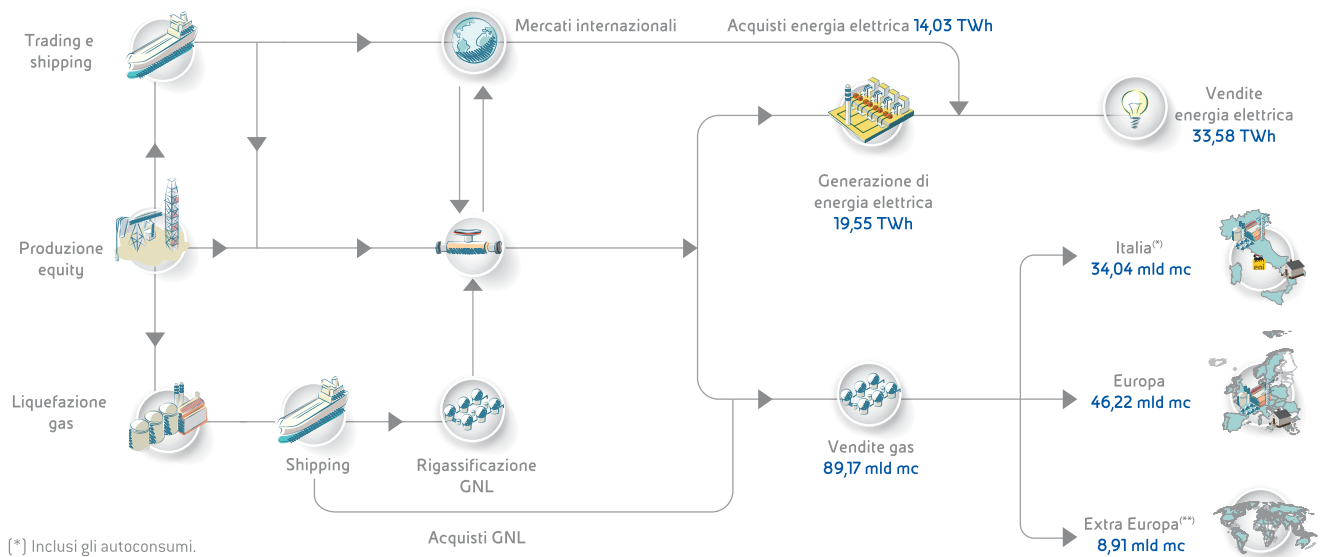 Trading e
shipping
Mercati internazionali
Acquisti energia elettrica 14,03 TWh
Vendite
energia elettrica
33,58 TWh
Generazione di
energia elettrica
19,55 TWh
Produzione
equity
Italia(*)
34,04 mld mc
eni
Liquefazione
gas
Shipping
Rigassificazione
GNL
Acquisti GNL
Vendite gas
89,17 mld mc
Europa
46,22 mld mc
Extra Europa(**)
8,91 mld mc
(*) Inclusi gli autoconsumi.